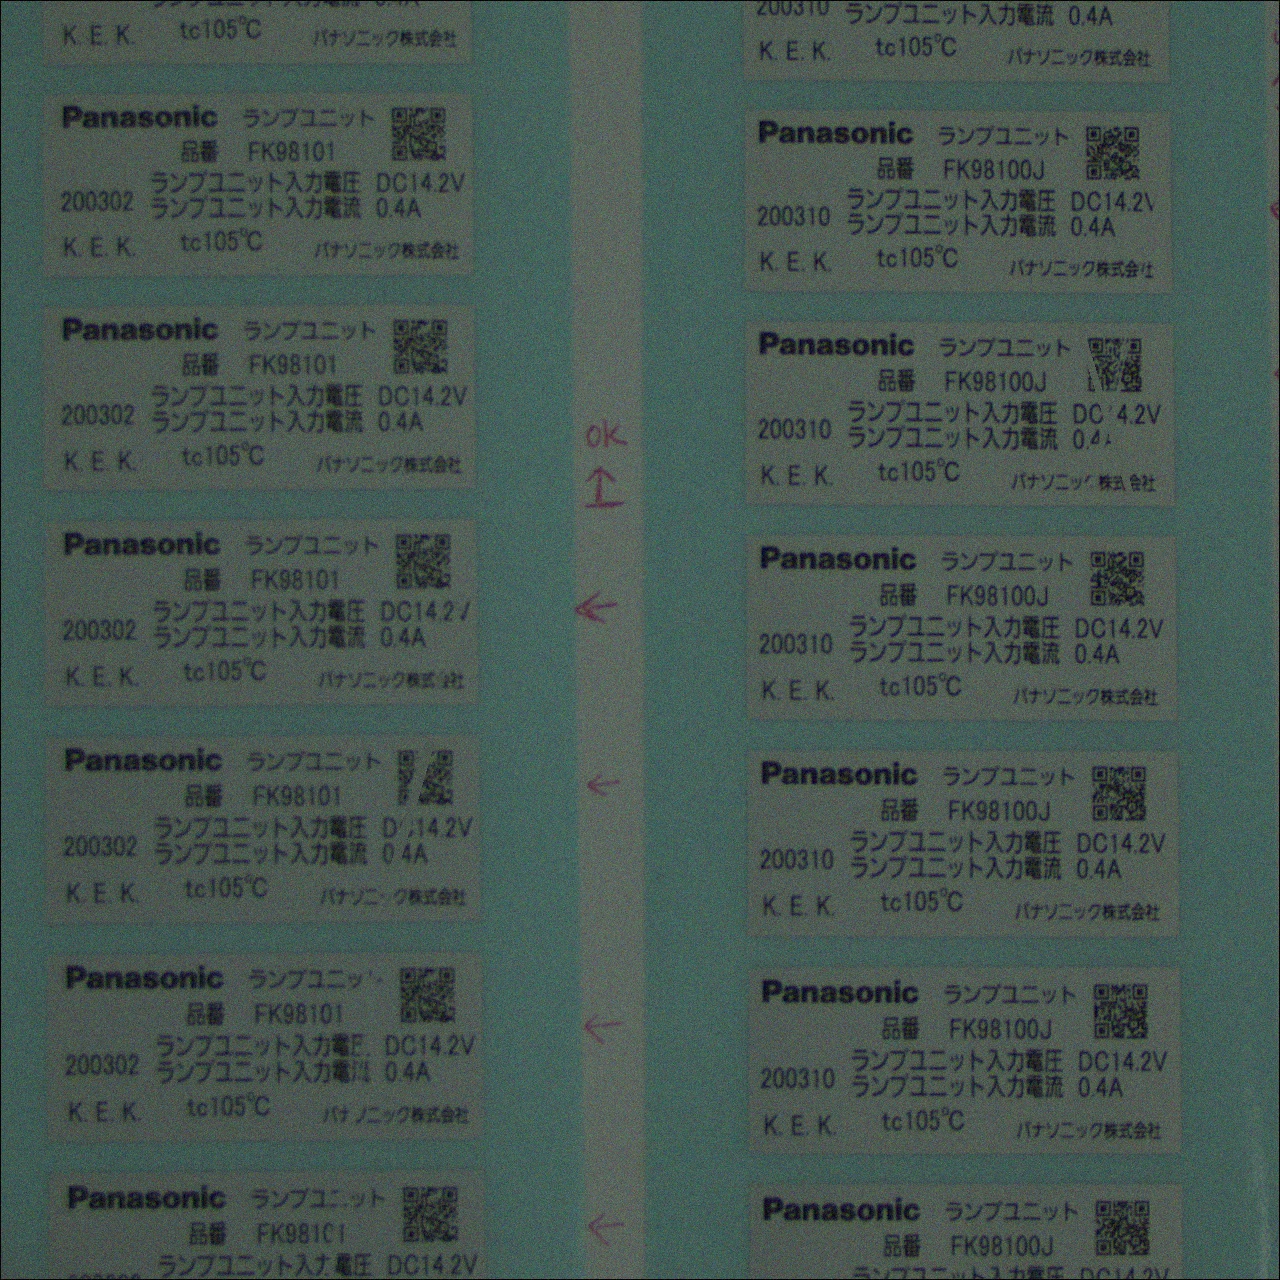 K. E. K. tc105℃ パナソニック株式会社
Panasonic ランプユニット
品番 FK98101
ランプユニット入力電圧 DC14.2V
200302 ランプユニット入力電流 0.4A
K. E. K. tc105℃ パナソニック株式会社
Panasonic ランプユニット
品番 FK98101
ランプユニット入力電圧 DC14.2V
200302 ランプユニット入力電流 0.4A
K. E. K. tc105℃ パナソニック株式会社
Panasonic ランプユニット
品番 FK98101
ランプユニット入力電圧 DC14.2
200302 ランプユニット入力電流 0.4A
K. E. K. tc105℃ パナソニック株式 社
Panasonic ランプユニット
品番 FK98101
ランプユニット入力電圧 D 14.2V
200302 ランプユニット入力電流 0 4A
K. E. K. tc105℃ パナソニック株式会社
Panasonic ランプユニッ
品番 FK98101
ランプユニット入力電 DC14.2V
200302 ランプユニット入力電 0.4A
K. E. K. tc105℃ パナ ニック株式会社
Panasonic ランプユニット
品番 FK98101
ランプユニット入力電圧 DC14.2V
OK
200310 ランプユニット入力電流 0.4A
K. E. K. tc105℃ パナソニック株式会社
Panasonic ランプユニット
品番 FK98100J
ランプユニット入力電圧 DC14.2V
200310 ランプユニット入力電流 0.4A
K. E. K. tc105℃ パナソニック株式会社
Panasonic ランプユニット
品番 FK98100J
ランプユニット入力電圧 DC 4.2V
200310 ランプユニット入力電流 0.4
K. E. K. tc105℃ パナソニック 株式 会社
Panasonic ランプユニット
品番 FK98100J
ランプユニット入力電圧 DC14.2V
200310 ランプユニット入力電流 0.4A
K. E. K. tc105℃ パナソニック株式会社
Panasonic ランプユニット
品番 FK98100J
ランプユニット入力電圧 DC14.2V
200310 ランプユニット入力電流 0.4A
K. E. K. tc105℃ パナソニック株式会社
Panasonic ランプユニット
品番 FK98100J
ランプユニット入力電圧 DC14.2V
200310 ランプユニット入力電流 0.4A
K. E. K. tc105℃ パナソニック株式会社
Panasonic ランプユニット
品番 FK98100J
ランプユニット入力電圧 DC14.2V